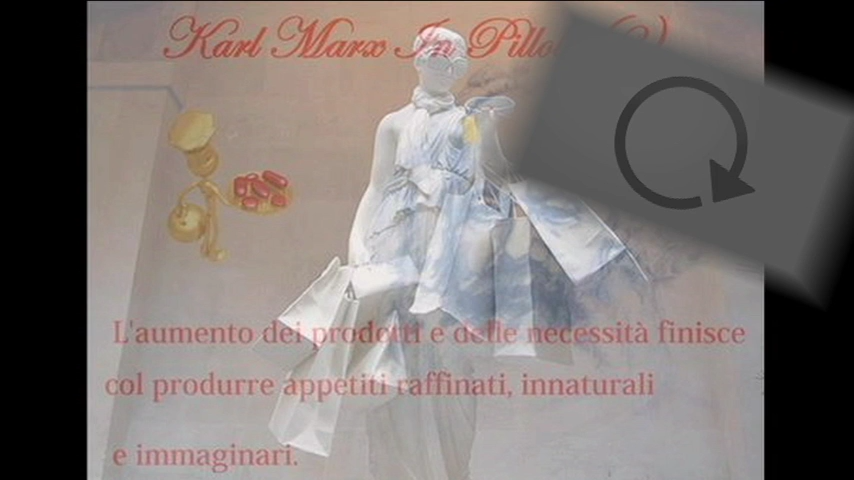 Karl Marx In
L'aumento dei prodotti e delle necessità finisce
col produrre appetiti raffinati, innaturali
e immaginari.